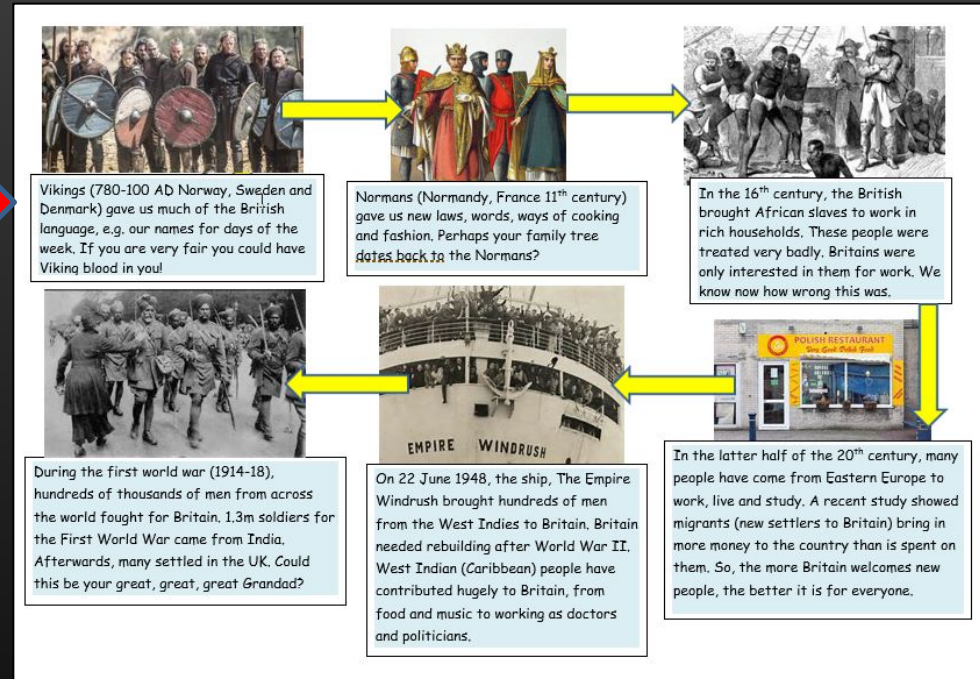 Vikings (780-100 AD Norway, Sweden and
Denmark) gave us much of the British
language, e.g. our names for days of the
week. If you are very fair you could have
Viking blood in you!
Normans (Normandy, France 11th century)
gave us new laws, words, ways of cooking
and fashion. Perhaps your family tree
dates back to the Normans?
In the 16th century, the British
brought African slaves to work in
rich households. These people were
treated very badly. Britains were
only interested in them for work. We
know now how wrong this was.
POLISH RESTAURANT
Very Good Polish Food
In the latter half of the 20th century, many
people have come from Eastern Europe to
work, live and study. A recent study showed
migrants (new settlers to Britain) bring in
more money to the country than is spent on
them. So, the more Britain welcomes new
people, the better it is for everyone.
EMPIRE WINDRUSH
On 22 June 1948, the ship, The Empire
Windrush brought hundreds of men
from the West Indies to Britain. Britain
needed rebuilding after World War II.
West Indian (Caribbean) people have
contributed hugely to Britain, from
food and music to working as doctors
and politicians.
During the first world war (1914-18),
hundreds of thousands of men from across
the world fought for Britain. 1.3m soldiers for
the First World War came from India.
Afterwards, many settled in the UK. Could
this be your great, great, great Grandad?